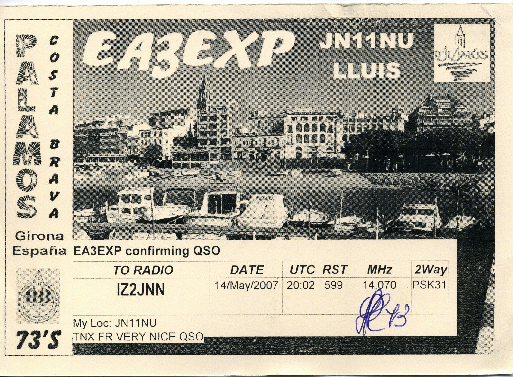 EA3EXP
JN11NU
LLUIS
PALAMOS
COSTA BRAVA
Girona
España
73'S
EA3EXP confirming QSO
TO RADIO DATE UTC RST MHz 2Way
IZ2JNN 14/May/2007 20:02 599 14,070 PSK31
73
My Loc: JN11NU
TNX FR VERY NICE QSO